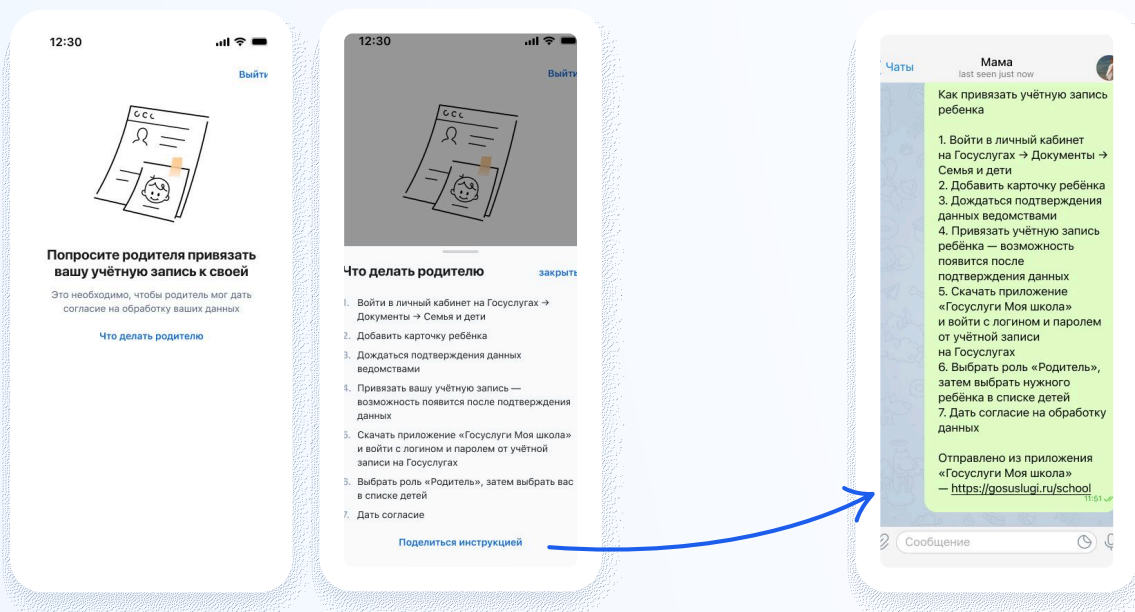 12:30
Выйти
Попросите родителя привязать
вашу учётную запись к своей
Это необходимо, чтобы родитель мог дать
согласие на обработку ваших данных
Что делать родителю
12:30
Выйти
Что делать родителю
закрыть
1. Войти в личный кабинет на Госуслугах →
Документы → Семья и дети
2. Добавить карточку ребёнка
3. Дождаться подтверждения данных
ведомствами
4. Привязать вашу учётную запись —
возможность появится после подтверждения
данных
5. Скачать приложение «Госуслуги Моя школа»
и войти с логином и паролем от учётной
записи на Госуслугах
6. Выбрать роль «Родитель», затем выбрать вас
в списке детей
7. Дать согласие
Поделиться инструкцией
Чаты
Мама
last seen just now
Как привязать учётную запись
ребенка
1. Войти в личный кабинет
на Госуслугах → Документы →
Семья и дети
2. Добавить карточку ребёнка
3. Дождаться подтверждения
данных ведомствами
4. Привязать учётную запись
ребёнка — возможность
появится после
подтверждения данных
5. Скачать приложение
«Госуслуги Моя школа»
и войти с логином и паролем
от учётной записи
на Госуслугах
6. Выбрать роль «Родитель»,
затем выбрать нужного
ребёнка в списке детей
7. Дать согласие на обработку
данных
Отправлено из приложения
«Госуслуги Моя школа»
— https://gosuslugi.ru/school
11:51
Сообщение